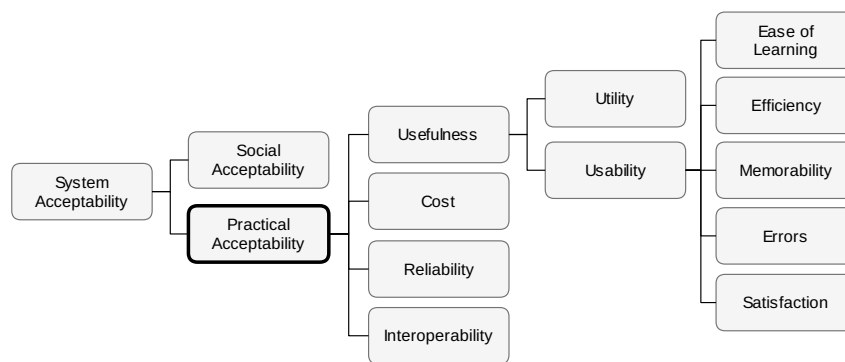 System
Acceptability
Social
Acceptability
Practical
Acceptability
Usefulness
Cost
Reliability
Interoperability
Utility
Usability
Ease of
Learning
Efficiency
Memorability
Errors
Satisfaction